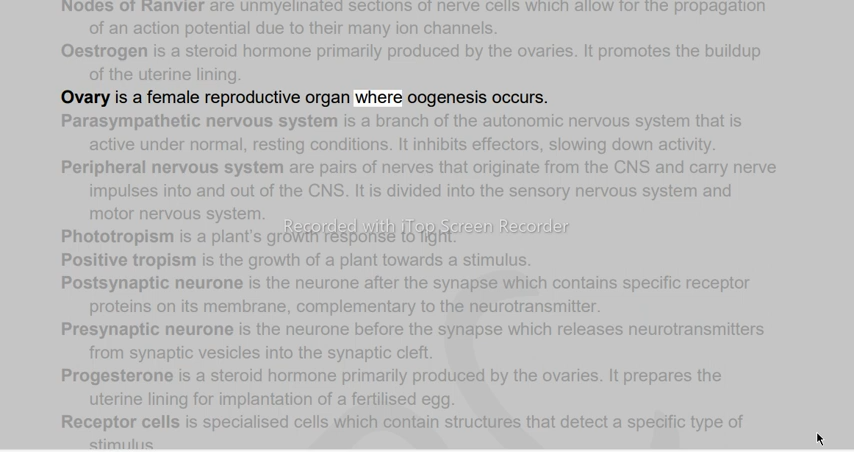 Nodes of Ranvier are unmyelinated sections of nerve cells which allow for the propagation
of an action potential due to their many ion channels.
Oestrogen is a steroid hormone primarily produced by the ovaries. It promotes the buildup
of the uterine lining.
Ovary is a female reproductive organ where oogenesis occurs.
Parasympathetic nervous system is a branch of the autonomic nervous system that is
active under normal, resting conditions. It inhibits effectors, slowing down activity.
Peripheral nervous system are pairs of nerves that originate from the CNS and carry nerve
impulses into and out of the CNS. It is divided into the sensory nervous system and
motor nervous system.
Recorded with iTop Screen Recorder
Phototropism is a plant's growth response to light.
Positive tropism is the growth of a plant towards a stimulus.
Postsynaptic neurone is the neurone after the synapse which contains specific receptor
proteins on its membrane, complementary to the neurotransmitter.
Presynaptic neurone is the neurone before the synapse which releases neurotransmitters
from synaptic vesicles into the synaptic cleft.
Progesterone is a steroid hormone primarily produced by the ovaries. It prepares the
uterine lining for implantation of a fertilised egg.
Receptor cells is specialised cells which contain structures that detect a specific type of
stimulus.